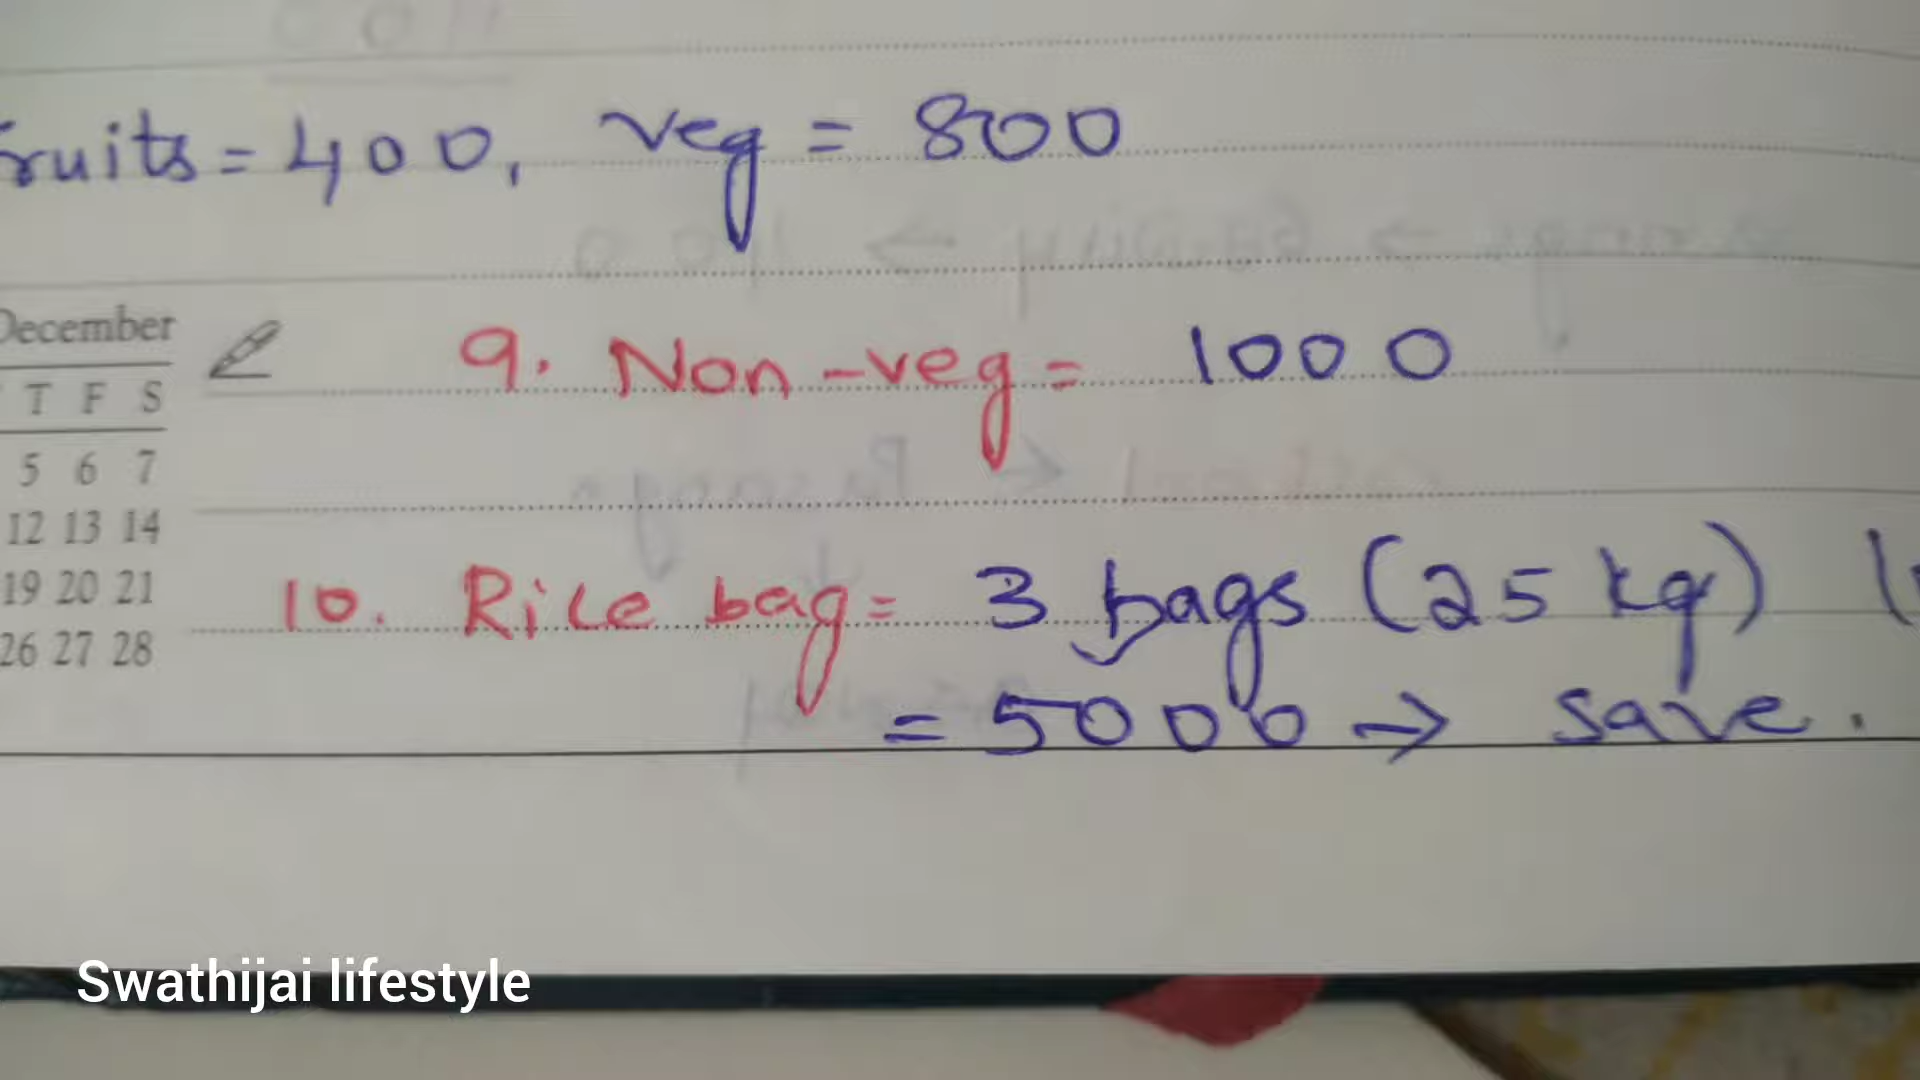 fruits = 400, veg = 800
9. Non-veg = 1000
10. Rice bag = 3 bags (25 kg)
= 5000 → save.
December
T F S
5 6 7
12 13 14
19 20 21
26 27 28
Swathijai lifestyle